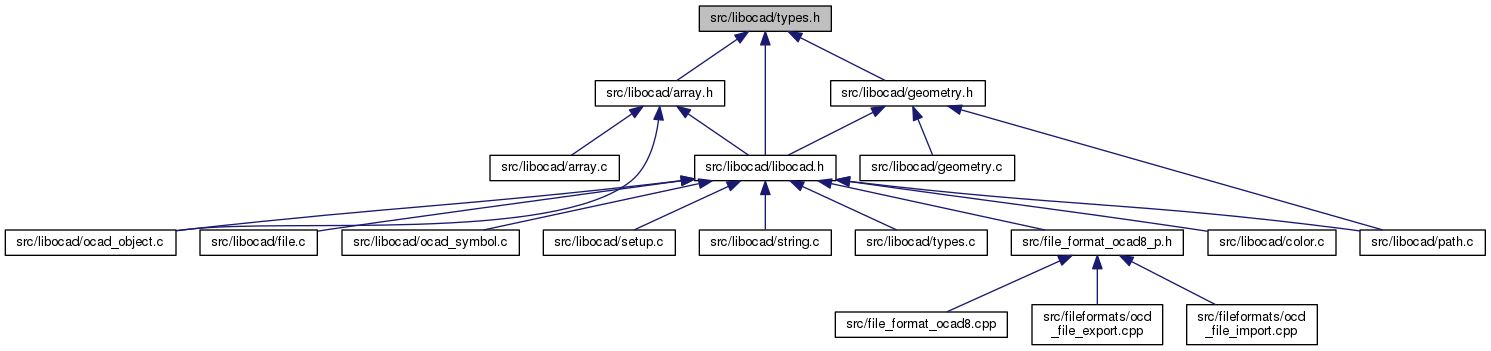 src/libocad/types.h
src/libocad/array.h
src/libocad/geometry.h
src/libocad/array.c
src/libocad/libocad.h
src/libocad/geometry.c
src/libocad/ocad_object.c
src/libocad/file.c
src/libocad/ocad_symbol.c
src/libocad/setup.c
src/libocad/string.c
src/libocad/types.c
src/file_format_ocad8_p.h
src/libocad/color.c
src/libocad/path.c
src/file_format_ocad8.cpp
src/fileformats/ocd
_file_export.cpp
src/fileformats/ocd
_file_import.cpp